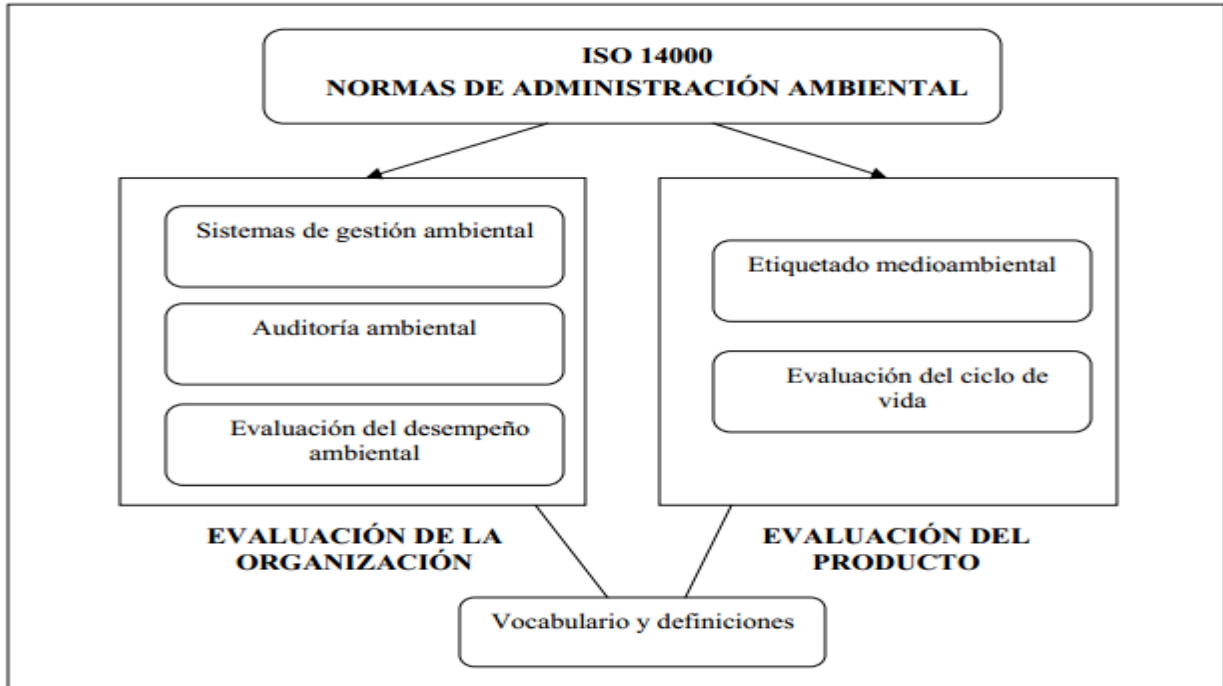 ISO 14000
NORMAS DE ADMINISTRACIÓN AMBIENTAL
Sistemas de gestión ambiental
Auditoría ambiental
Evaluación del desempeño
ambiental
EVALUACIÓN DE LA
ORGANIZACIÓN
Etiquetado medioambiental
Evaluación del ciclo de
vida
EVALUACIÓN DEL
PRODUCTO
Vocabulario y definiciones